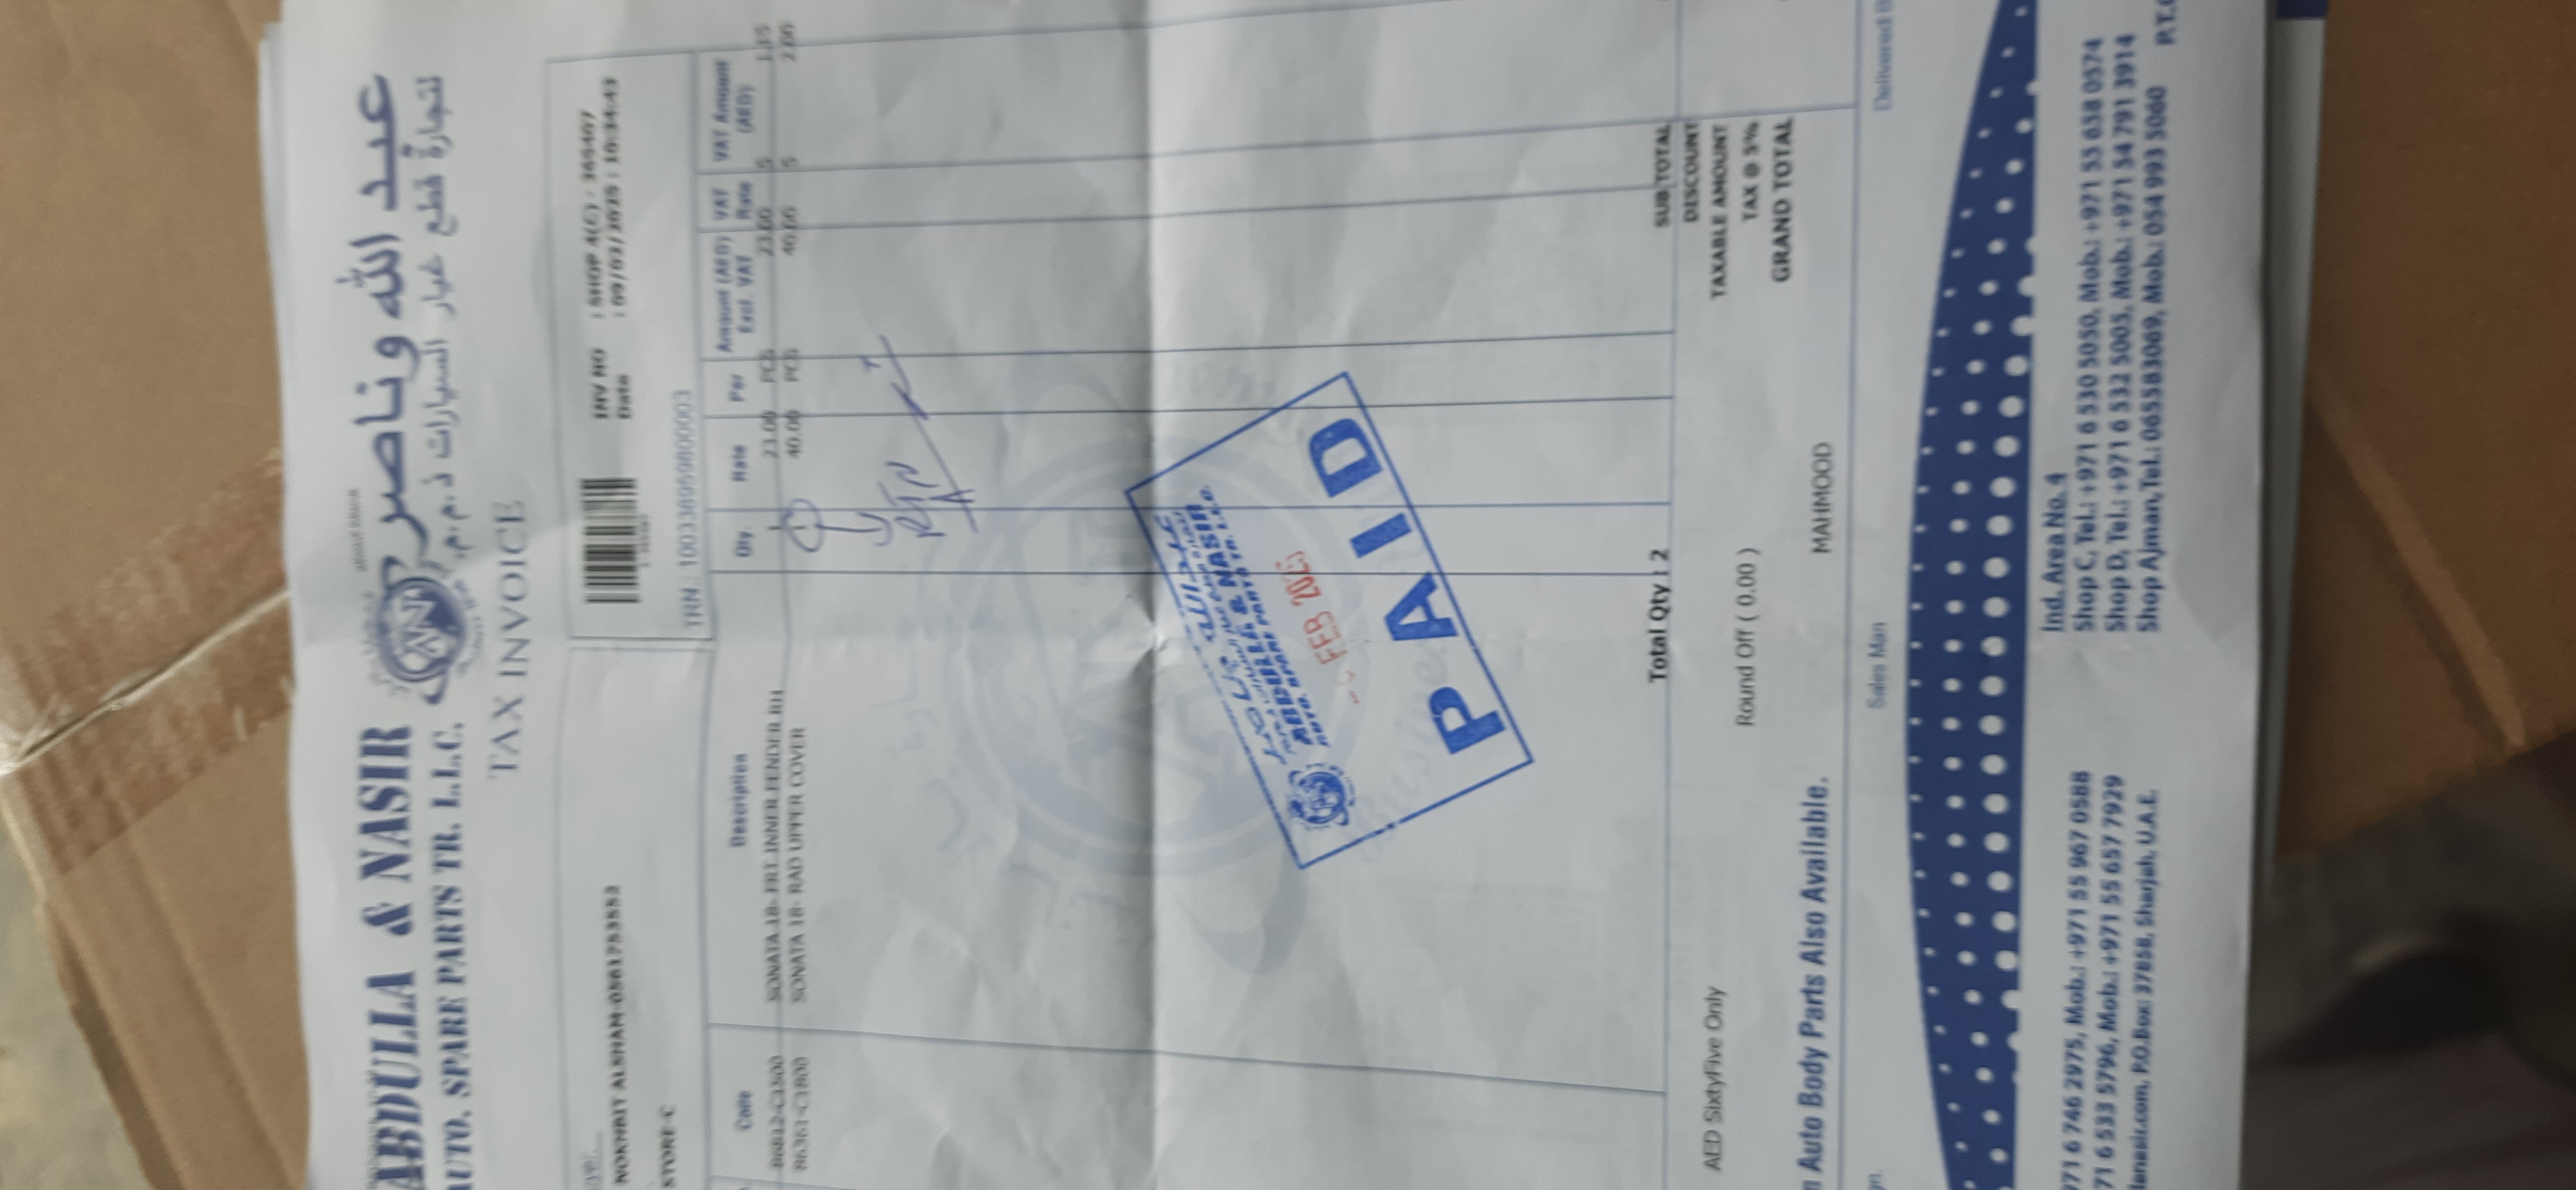 ABDULLA & NASIR
عبد الله وناصر
AUTO. SPARE PARTS TR. L.L.C.
لتجارة قطع غيار السيارات ذ.م.م.
TAX INVOICE
NOKHBIT ALSHAM-0561753553
STORE-C
INV NO : SHOP 4(C) - 365467
Date : 09/02/2025 : 16:34:43
TRN : 100338959800003
Code Description Qty. Rate Per Amount (AED) Excl. VAT VAT Rate VAT Amount (AED)
86812-C1500 SONATA 18- FRT INNER FENDER RH 1 23.00 PCS 23.00 5 1.15
86361-C1800 SONATA 18- RAD UPPER COVER 1 40.00 PCS 40.00 5 2.00
RTN
ABDULLA & NASIR
AUTO. SPARE PARTS TR. L.L.C.
FEB 2025
PAID
Total Qty : 2
SUB TOTAL
DISCOUNT
AED SixtyFive Only
TAXABLE AMOUNT
Round Off ( 0.00 )
TAX @ 5%
GRAND TOTAL
n Auto Body Parts Also Available.
MAHMOOD
Sales Man
Delivered B
Ind. Area No. 4
971 6 746 2975, Mob.: +971 55 967 0588
Shop C, Tel.: +971 6 530 5050, Mob.: +971 55 658 0574
71 6 533 5796, Mob.: +971 55 657 7929
Shop D, Tel.: +971 6 532 5005, Mob.: +971 54 791 3914
lanasir.com, P.O.Box: 37858, Sharjah, U.A.E.
Shop Ajman, Tel.: 065583069, Mob.: 054 993 5060
P.T.O